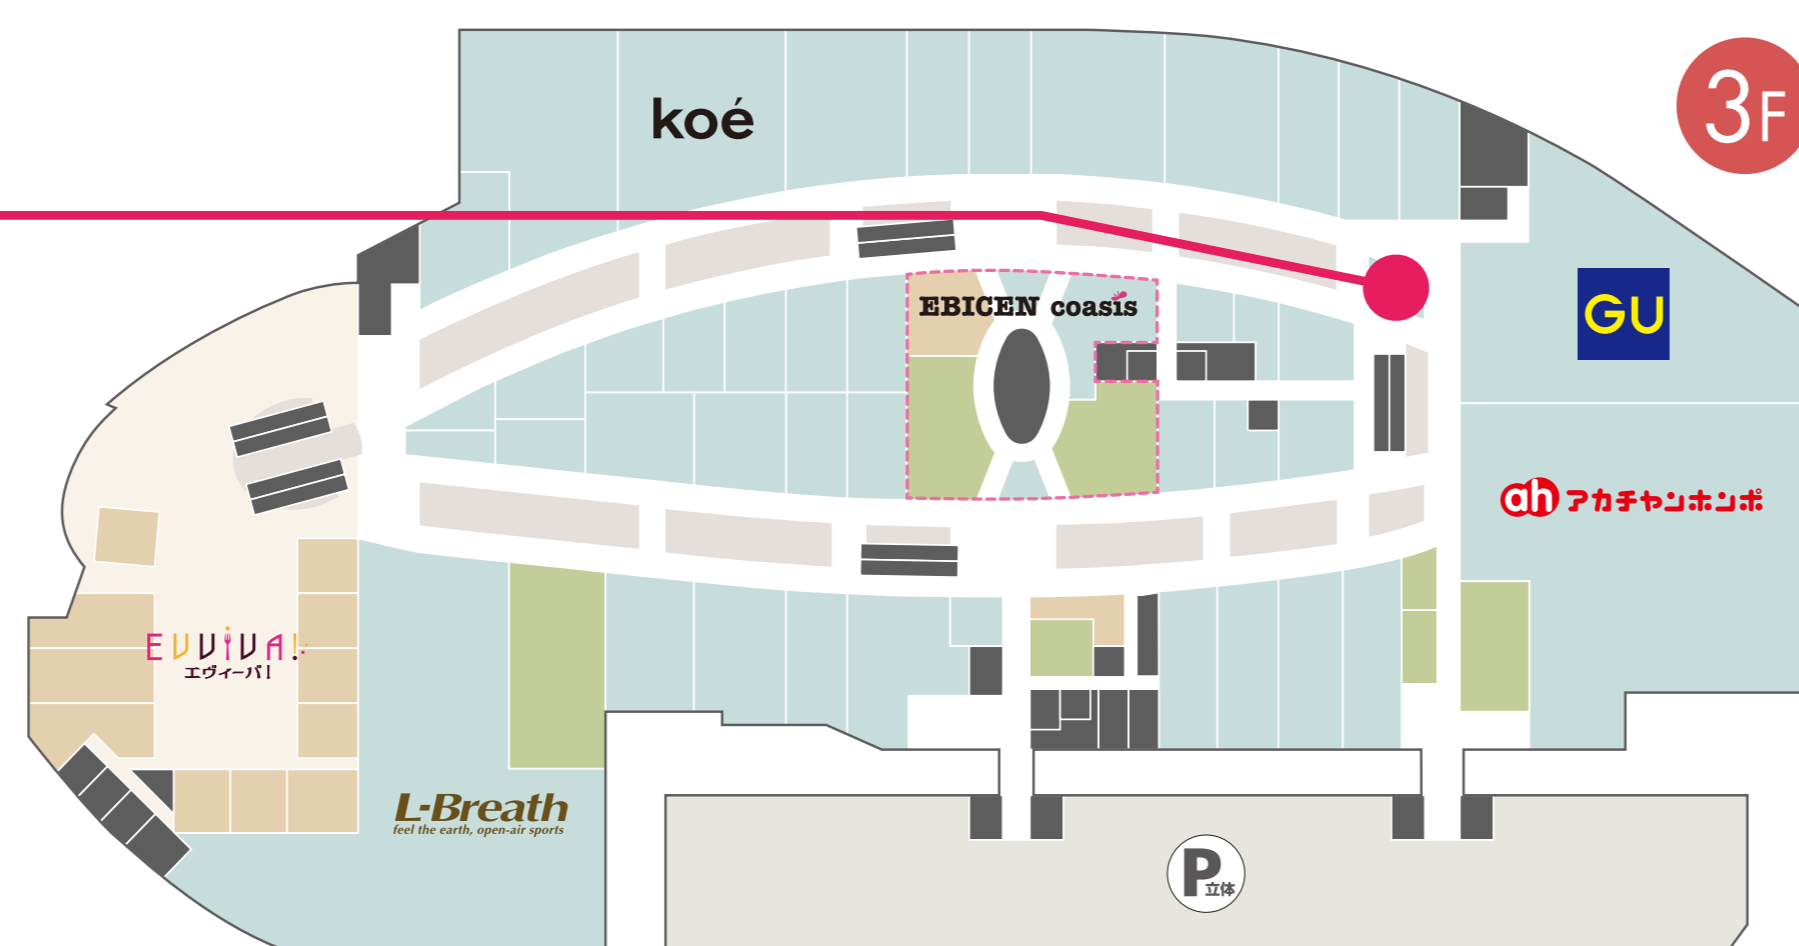 koé
3F
EBICEN coasis
GU
ah アカチャンホンポ
EVViVA!
エヴィーバ!
L-Breath
feel the earth, open-air sports
P立体